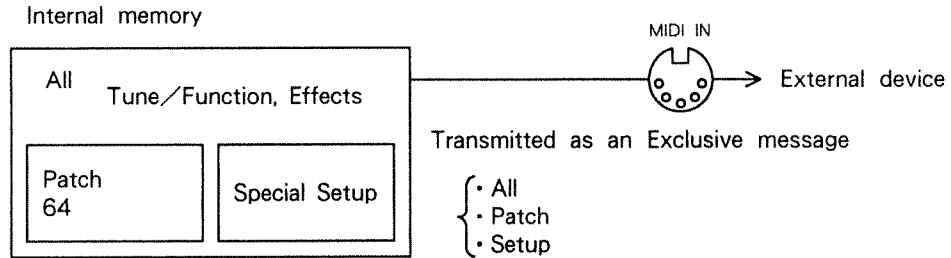 Internal memory
MIDI IN
All
Tune／Function, Effects
External device
Transmitted as an Exclusive message
Patch
64
Special Setup
・All
・Patch
・Setup